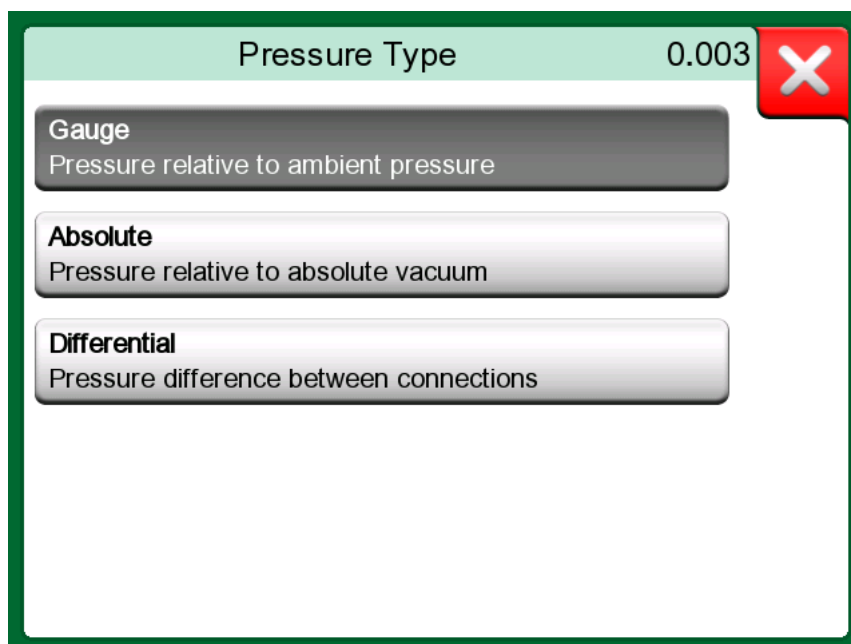 Pressure Type 0.003
Gauge
Pressure relative to ambient pressure
Absolute
Pressure relative to absolute vacuum
Differential
Pressure difference between connections